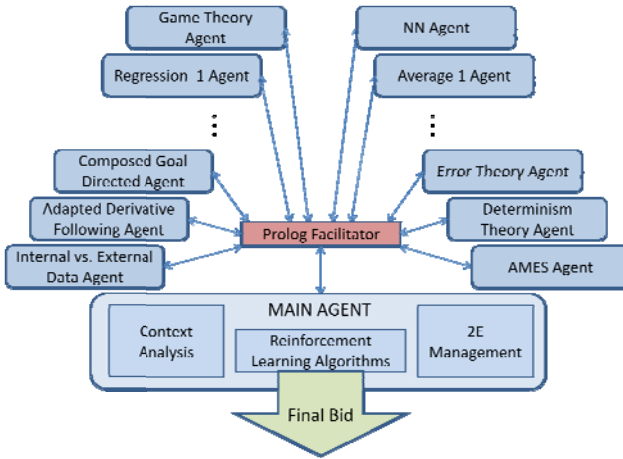 Game Theory
Agent
NN Agent
Regression 1 Agent
Average 1 Agent
Composed Goal
Directed Agent
Error Theory Agent
Adapted Derivative
Following Agent
Determinism
Theory Agent
Prolog Facilitator
Internal vs. External
Data Agent
AMES Agent
MAIN AGENT
Context
Analysis
Reinforcement
Learning Algorithms
2E
Management
Final Bid